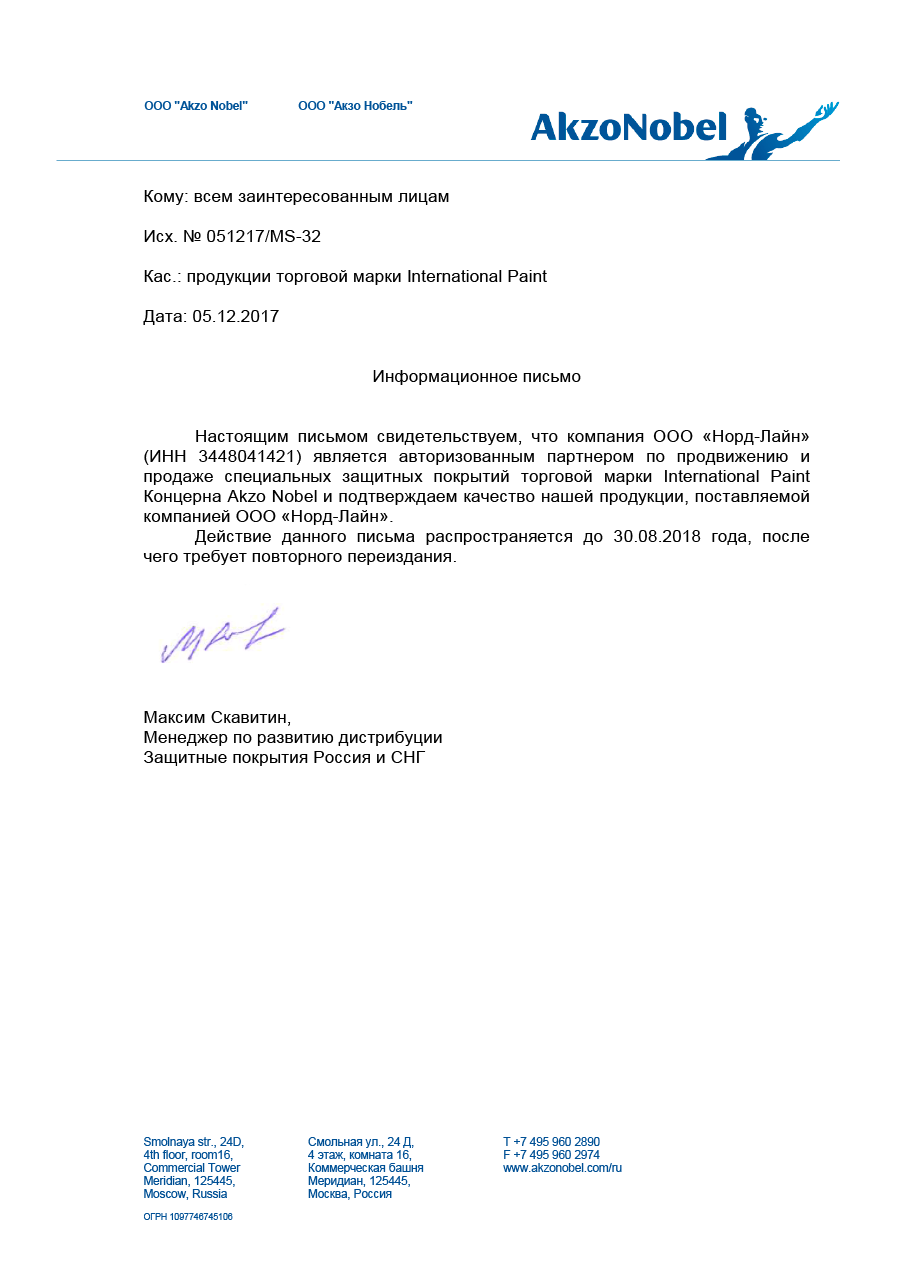 ООО "Akzo Nobel" ООО "Акзо Нобель"
AkzoNobel
Кому: всем заинтересованным лицам
Исх. № 051217/MS-32
Кас.: продукции торговой марки International Paint
Дата: 05.12.2017
Информационное письмо
Настоящим письмом свидетельствуем, что компания ООО «Норд-Лайн»
(ИНН 3448041421) является авторизованным партнером по продвижению и
продаже специальных защитных покрытий торговой марки International Paint
Концерна Akzo Nobel и подтверждаем качество нашей продукции, поставляемой
компанией ООО «Норд-Лайн».
Действие данного письма распространяется до 30.08.2018 года, после
чего требует повторного переиздания.
Максим Скавитин,
Менеджер по развитию дистрибуции
Защитные покрытия Россия и СНГ
Smolnaya str., 24D,
4th floor, room16,
Commercial Tower
Meridian, 125445,
Moscow, Russia
Смольная ул., 24 Д,
4 этаж, комната 16,
Коммерческая башня
Меридиан, 125445,
Москва, Россия
T +7 495 960 2890
F +7 495 960 2974
www.akzonobel.com/ru
ОГРН 1097746745106